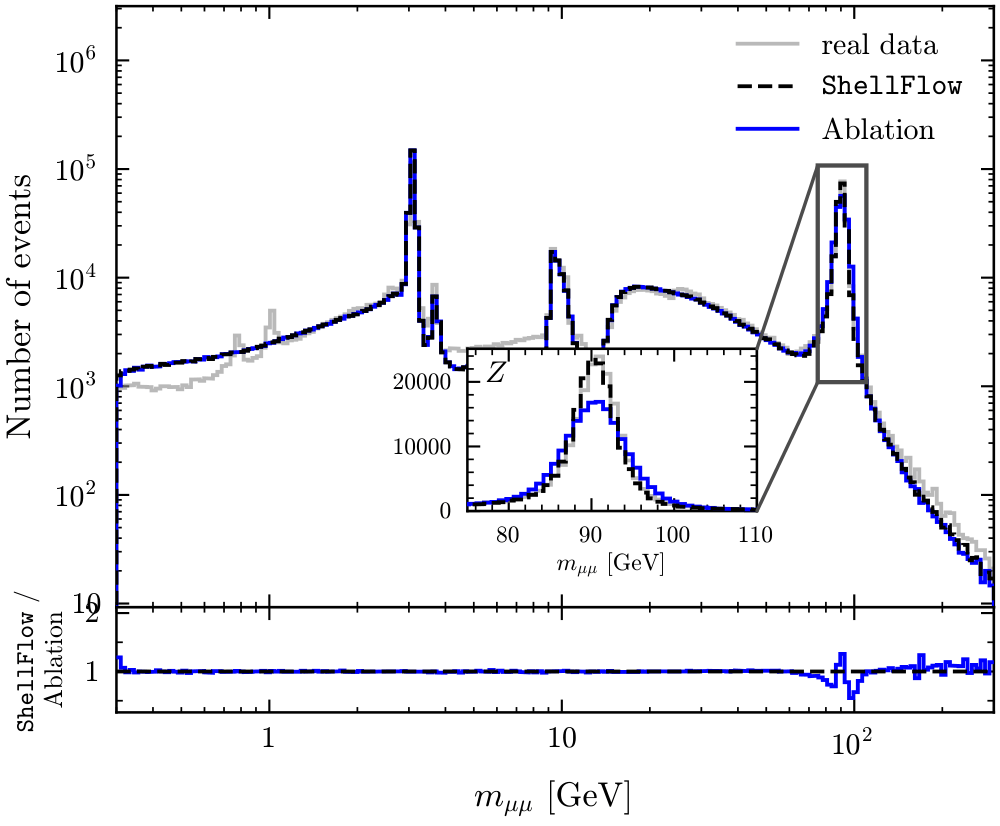 real data
ShellFlow
Ablation
Number of events
10^6
10^5
10^4
10^3
10^2
10
Z
20000
10000
0
80 90 100 110
m_μμ [GeV]
ShellFlow /
Ablation
2
1
1 10 10^2
m_μμ [GeV]